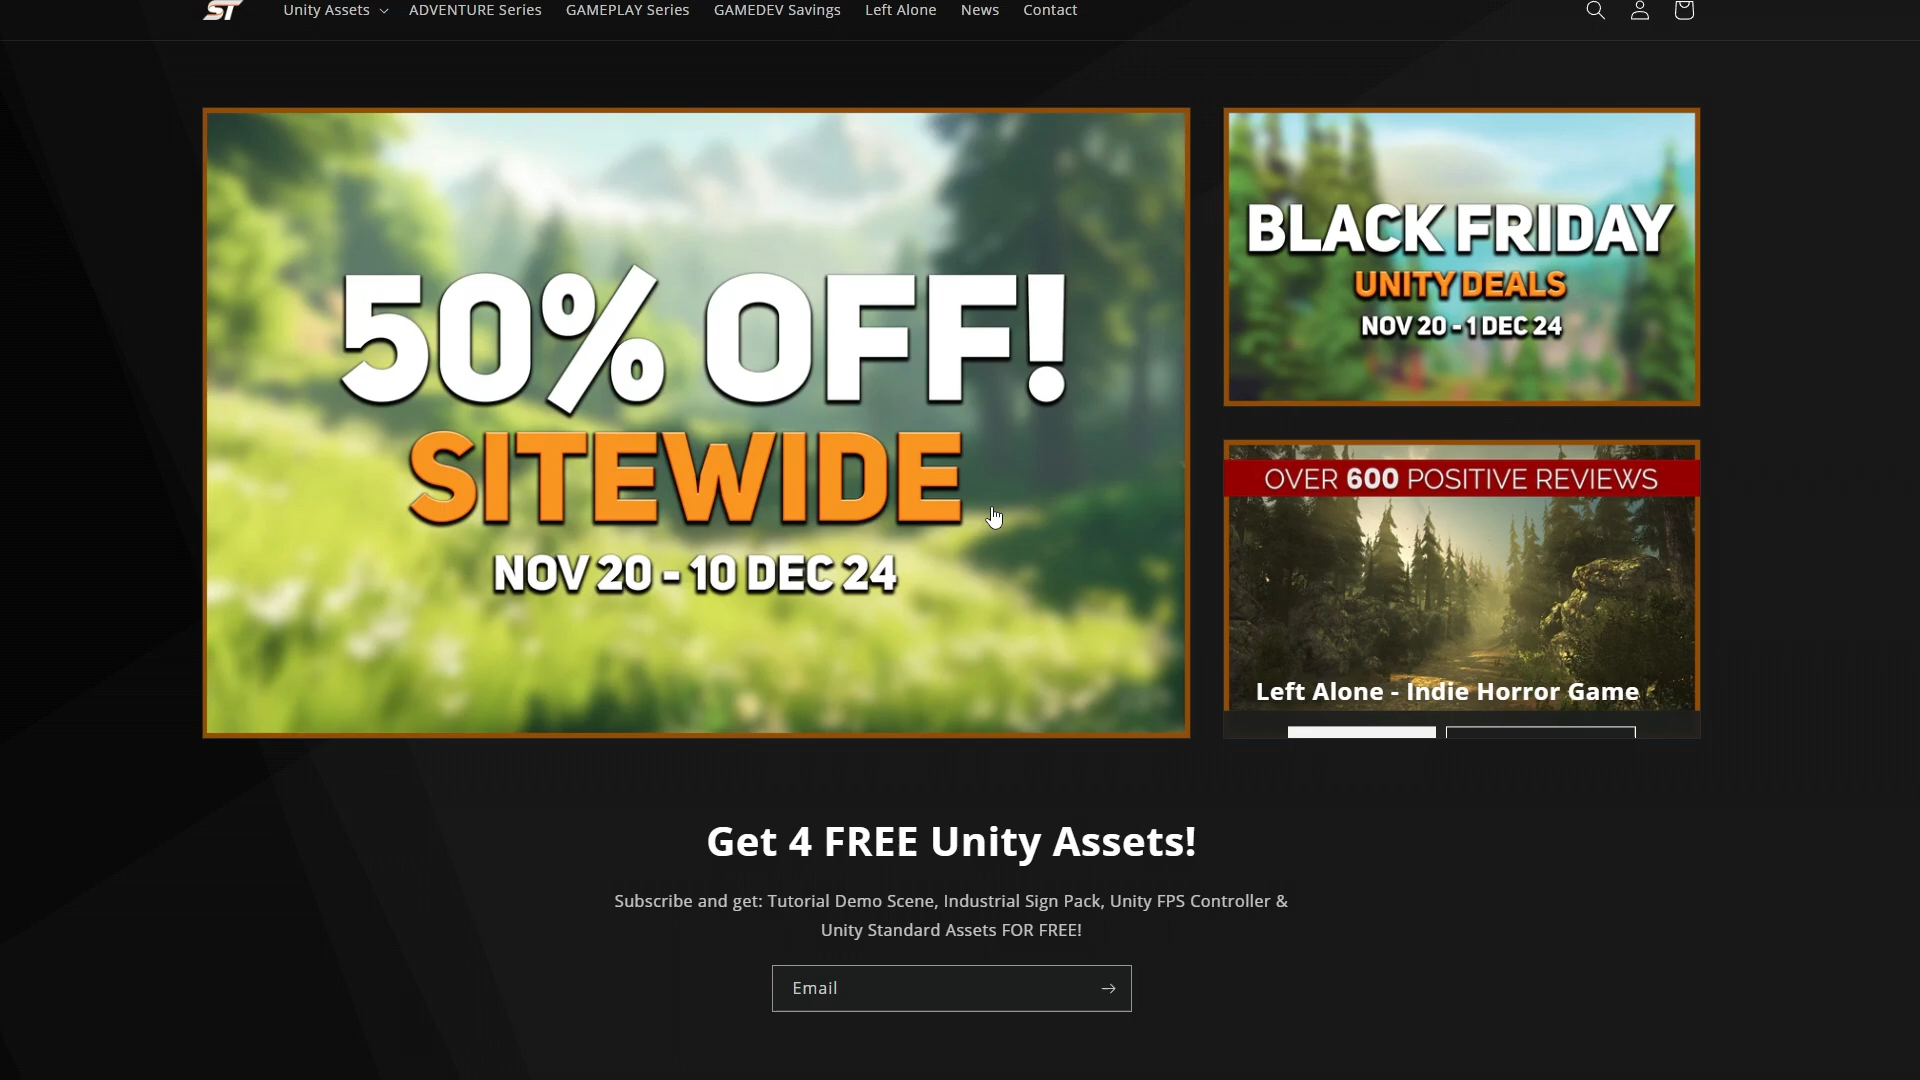 ST
Unity Assets
ADVENTURE Series
GAMEPLAY Series
GAMEDEV Savings
Left Alone
News
Contact
50% OFF!
SITEWIDE
NOV 20 - 10 DEC 24
BLACK FRIDAY
UNITY DEALS
NOV 20 - 1 DEC 24
OVER 600 POSITIVE REVIEWS
Left Alone - Indie Horror Game
Get 4 FREE Unity Assets!
Subscribe and get: Tutorial Demo Scene, Industrial Sign Pack, Unity FPS Controller &
Unity Standard Assets FOR FREE!
Email